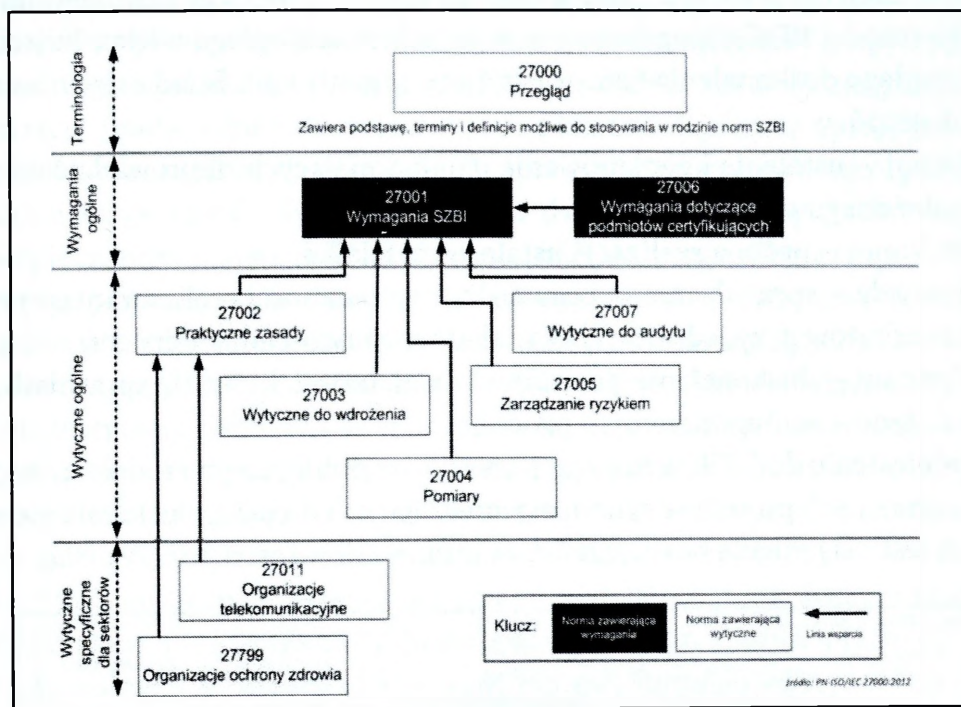 Terminologia
27000
Przegląd
Zawiera podstawę, terminy i definicje możliwe do stosowania w rodzinie norm SZBI
Wymagania
ogólne
27001
Wymagania SZBI
27006
Wymagania dotyczące
podmiotów certyfikujących
Wytyczne ogólne
27002
Praktyczne zasady
27007
Wytyczne do audytu
27003
Wytyczne do wdrożenia
27005
Zarządzanie ryzykiem
27004
Pomiary
Wytyczne
specyficzne
dla sektorów
27011
Organizacje
telekomunikacyjne
27799
Organizacje ochrony zdrowia
Klucz:
Norma zawierająca
wymagania
Norma zawierająca
wytyczne
Linia wsparcia
źródło: PN-ISO/IEC 27000:2012